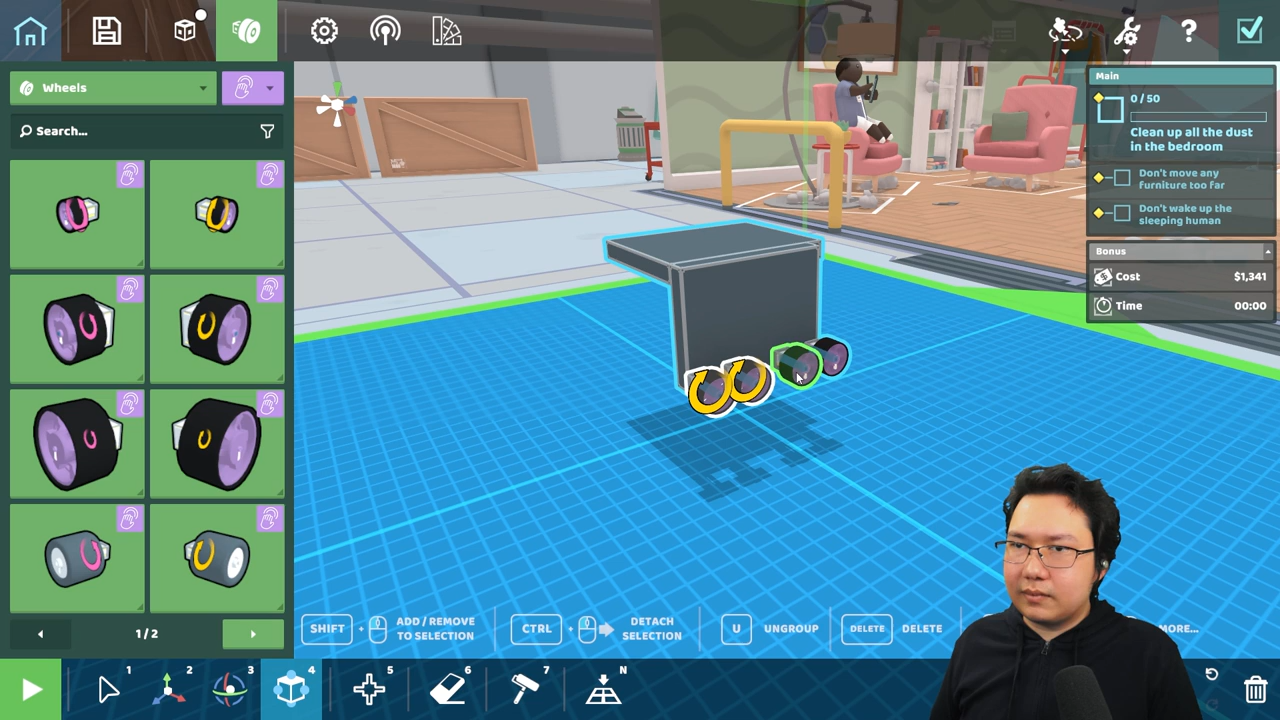 Wheels
Search...
1/2
Main
0 / 50
Clean up all the dust
in the bedroom
Don't move any
furniture too far
Don't wake up the
sleeping human
Bonus
Cost
$1,341
Time
00:00
SHIFT
+
ADD / REMOVE
TO SELECTION
CTRL
+
DETACH
SELECTION
U
UNGROUP
DELETE
DELETE
MORE...
1
2
3
4
5
6
7
N